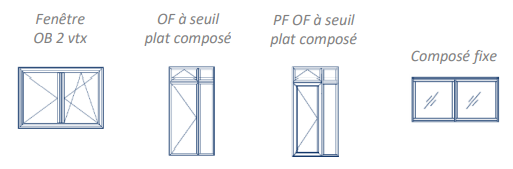 Fenêtre
OB 2 vtx
OF à seuil
plat composé
PF OF à seuil
plat composé
Composé fixe